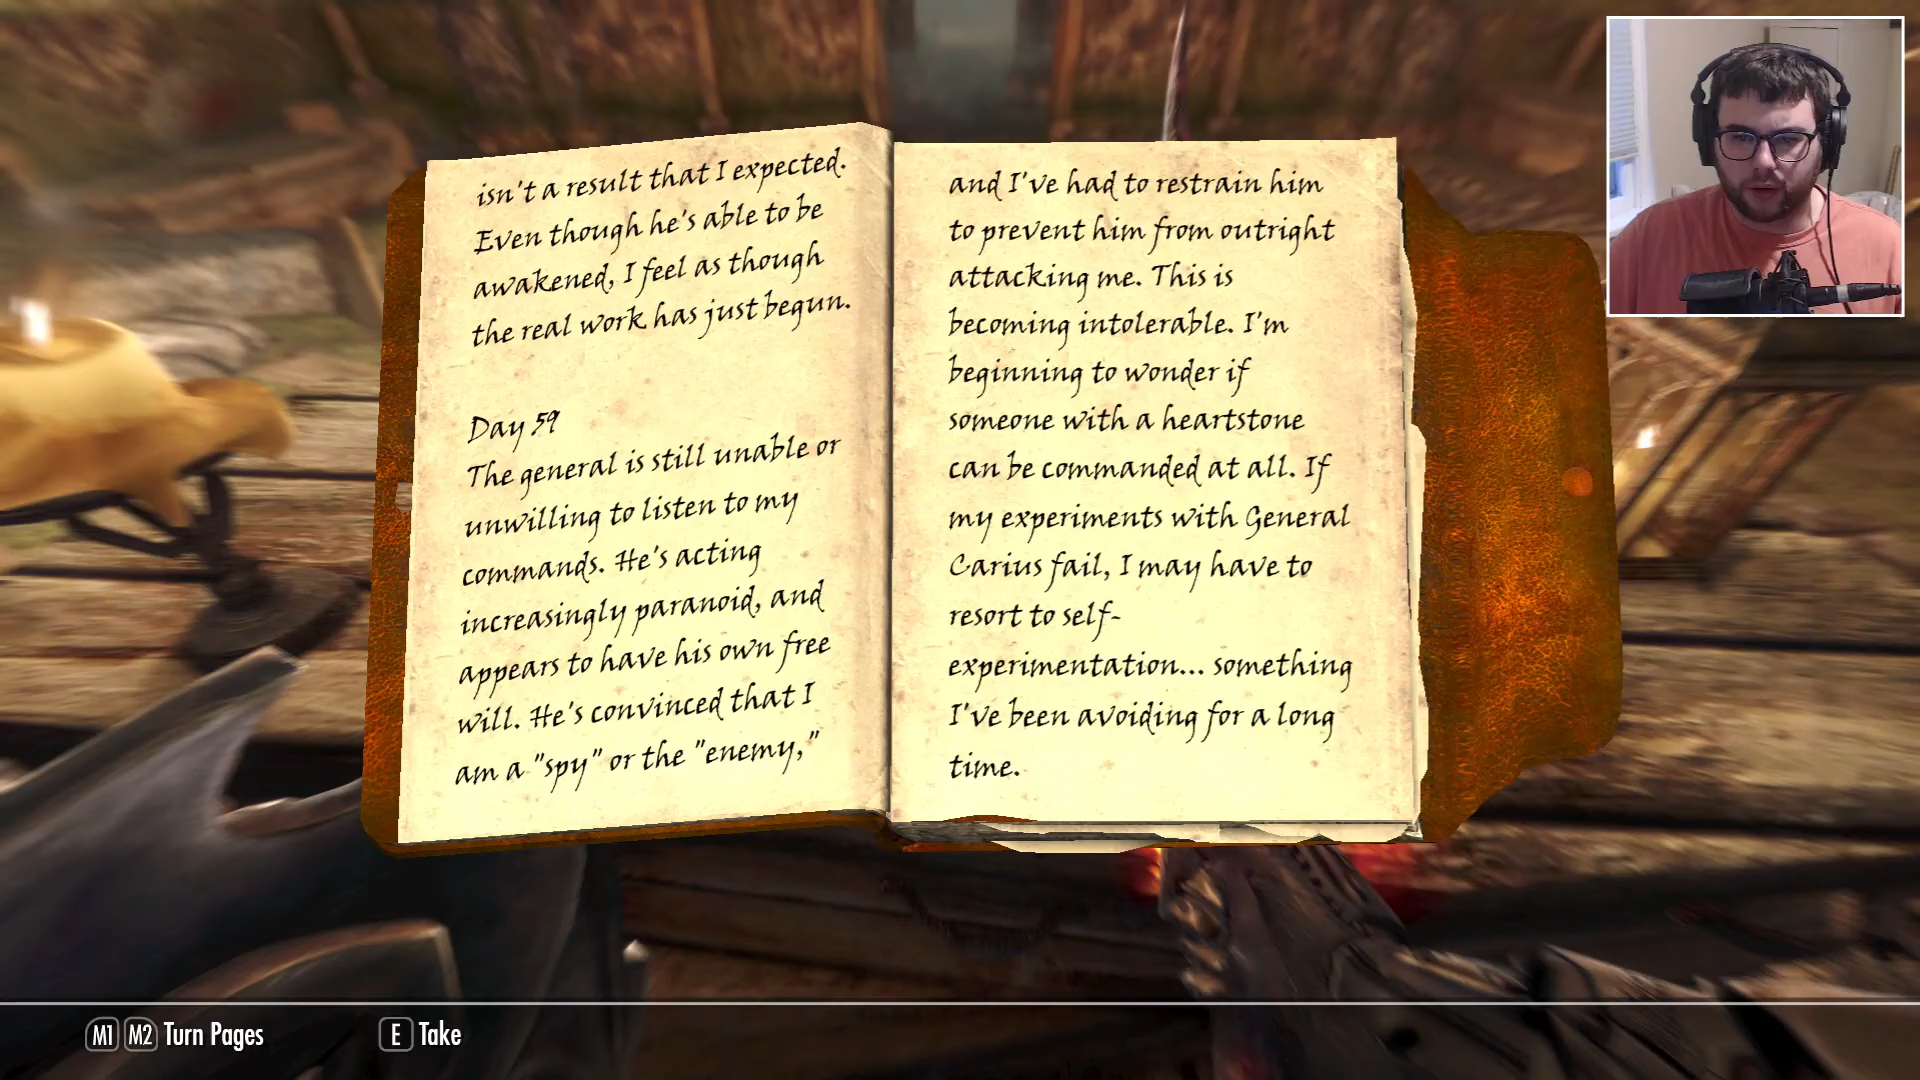 isn't a result that I expected.
Even though he's able to be
awakened, I feel as though
the real work has just begun.
Day 59
The general is still unable or
unwilling to listen to my
commands. He's acting
increasingly paranoid, and
appears to have his own free
will. He's convinced that I
am a "spy" or the "enemy,"
and I've had to restrain him
to prevent him from outright
attacking me. This is
becoming intolerable. I'm
beginning to wonder if
someone with a heartstone
can be commanded at all. If
my experiments with General
Carius fail, I may have to
resort to self-
experimentation... something
I've been avoiding for a long
time.
M1 M2 Turn Pages
E Take